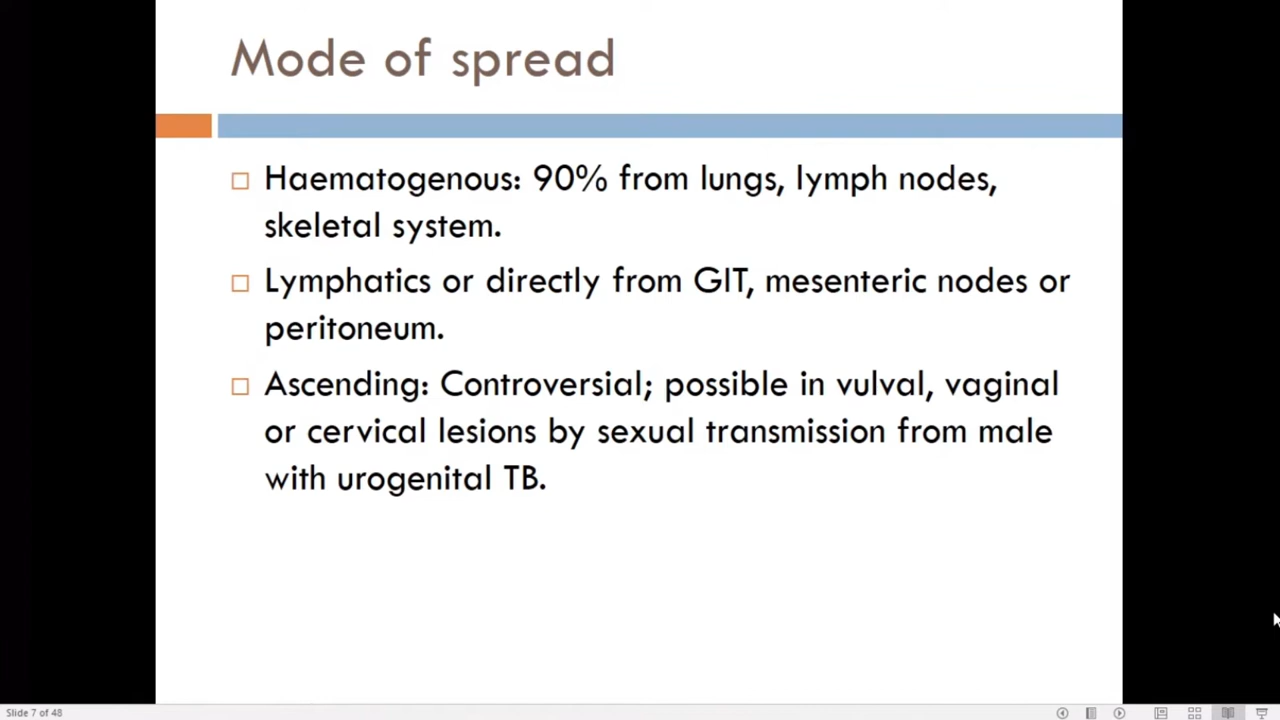 Mode of spread
Haematogenous: 90% from lungs, lymph nodes,
skeletal system.
Lymphatics or directly from GIT, mesenteric nodes or
peritoneum.
Ascending: Controversial; possible in vulval, vaginal
or cervical lesions by sexual transmission from male
with urogenital TB.
Slide 7 of 48